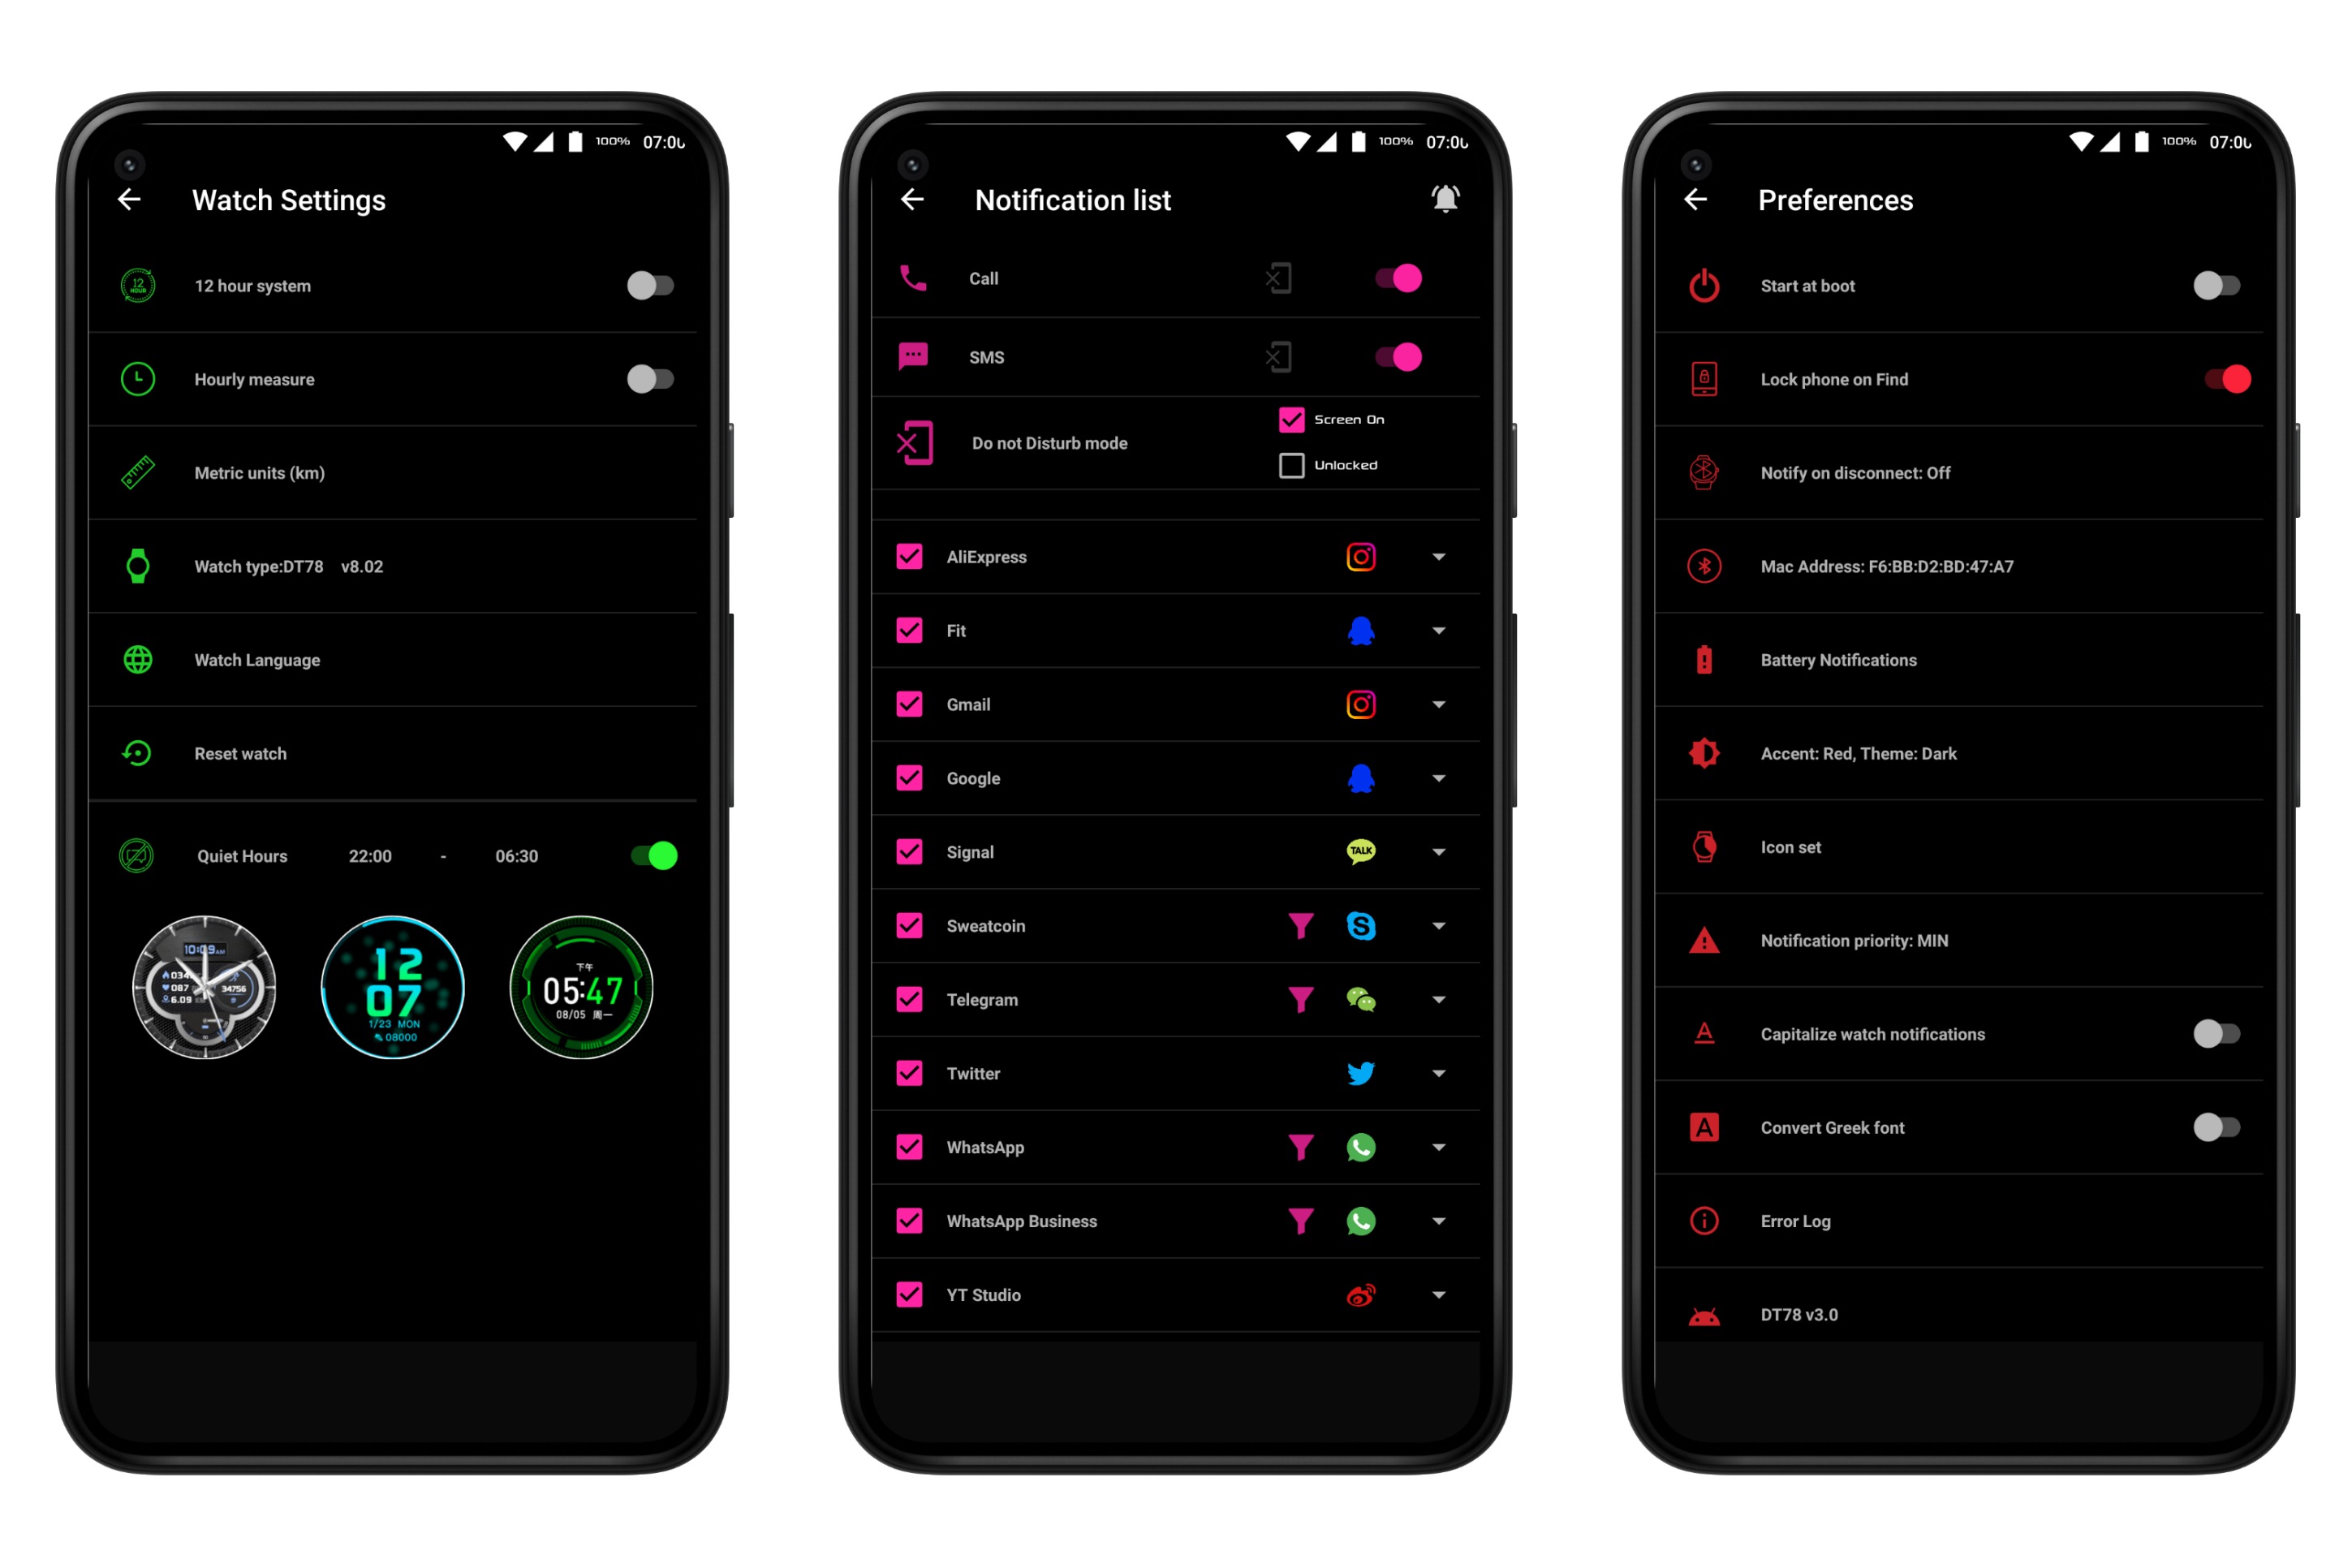 100% 07:00
Watch Settings
12 HOUR
12 hour system
Hourly measure
Metric units (km)
Watch type:DT78 v8.02
Watch Language
Reset watch
Quiet Hours 22:00 - 06:30
10:09 AM
034
087
6.09
34756
12
07
1/23 MON
08000
下午
05:47
08/05 周一
100% 07:00
Notification list
Call
SMS
Do not Disturb mode
Screen On
Unlocked
AliExpress
Fit
Gmail
Google
Signal TALK
Sweatcoin S
Telegram
Twitter
WhatsApp
WhatsApp Business
YT Studio
100% 07:00
Preferences
Start at boot
Lock phone on Find
Notify on disconnect: Off
Mac Address: F6:BB:D2:BD:47:A7
Battery Notifications
Accent: Red, Theme: Dark
Icon set
Notification priority: MIN
A Capitalize watch notifications
A Convert Greek font
Error Log
DT78 v3.0